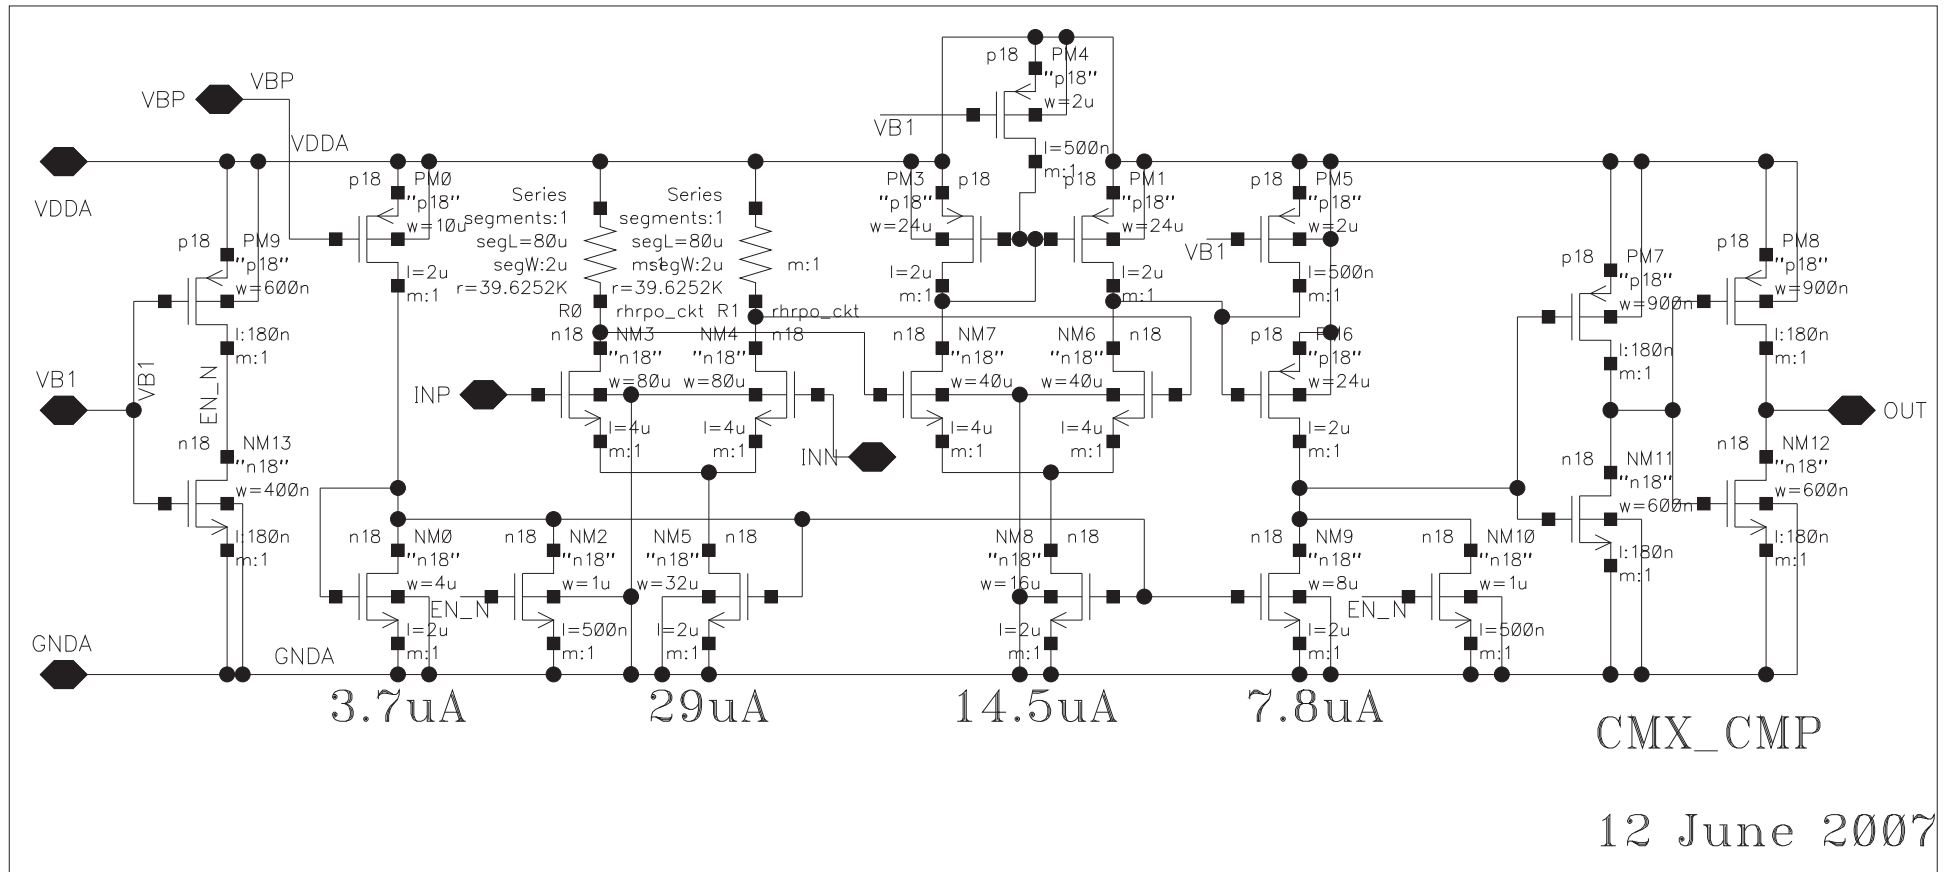 VBP
VBP
VDDA
VDDA
p18
PM9
"p18"
w=600n
l:180n
m:1
VB1
VB1
EN_N
n18
NM13
"n18"
w=400n
l:180n
m:1
GNDA
GNDA
p18
PM0
"p18"
w=10u
l=2u
m:1
Series
segments:1
segL=80u
segW:2u
r=39.6252K
m:1
R0
rhrpo_ckt
Series
segments:1
segL=80u
segW:2u
r=39.6252K
m:1
R1
rhrpo_ckt
n18
NM3
"n18"
w=80u
l=4u
m:1
INP
NM4
n18
"n18"
w=80u
l=4u
m:1
INN
n18
NM0
"n18"
w=4u
l=2u
m:1
n18
NM2
"n18"
w=1u
EN_N
l=500n
m:1
NM5
n18
"n18"
w=32u
l=2u
m:1
p18
PM4
"p18"
w=2u
VB1
l=500n
m:1
PM3
p18
"p18"
w=24u
l=2u
m:1
p18
PM1
"p18"
w=24u
l=2u
m:1
n18
NM7
"n18"
w=40u
l=4u
m:1
NM6
n18
"n18"
w=40u
l=4u
m:1
NM8
n18
"n18"
w=16u
l=2u
m:1
p18
PM5
"p18"
w=2u
VB1
l=500n
m:1
p18
PM6
"p18"
w=24u
l=2u
m:1
n18
NM9
"n18"
w=8u
l=2u
m:1
n18
NM10
"n18"
w=1u
EN_N
l=500n
m:1
p18
PM7
"p18"
w=900n
l:180n
m:1
n18
NM11
"n18"
w=600n
l:180n
m:1
p18
PM8
"p18"
w=900n
l:180n
m:1
OUT
n18
NM12
"n18"
w=600n
l:180n
m:1
3.7uA
29uA
14.5uA
7.8uA
CMX_CMP
12 June 2007